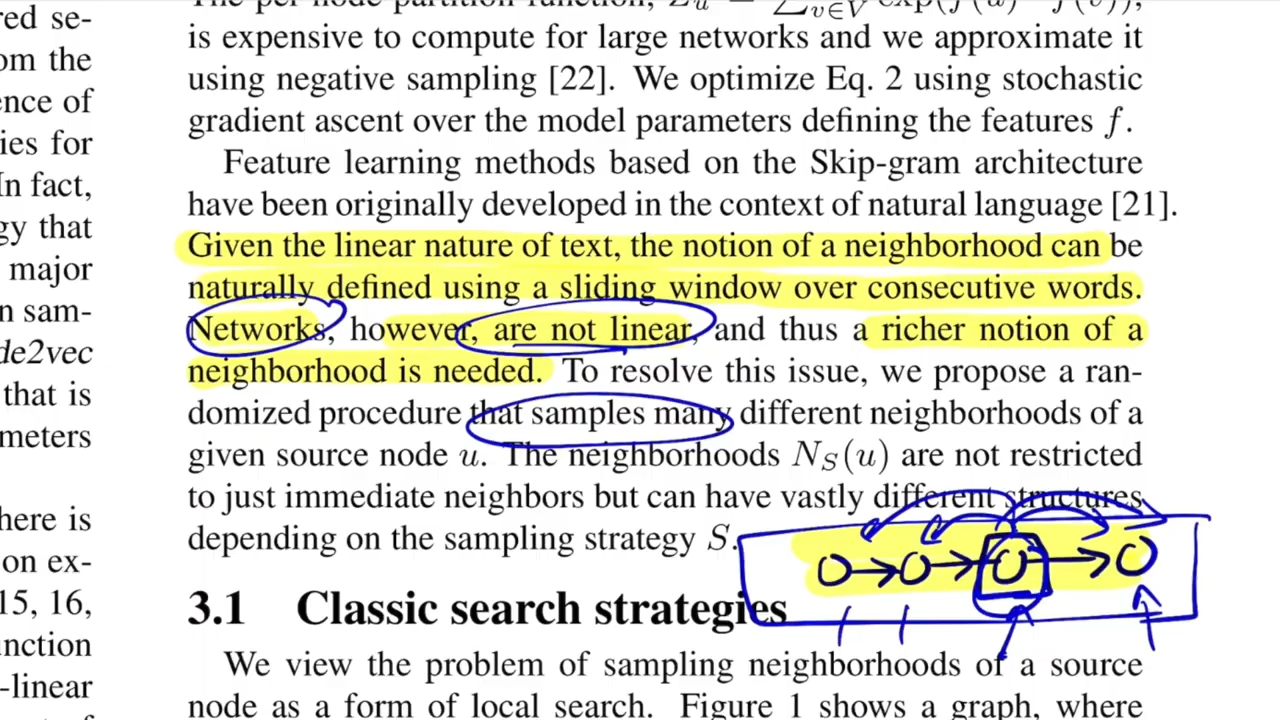 red se-
om the
ence of
ies for
In fact,
gy that
major
n sam-
de2vec
that is
meters
here is
on ex-
15, 16,
unction
-linear
is expensive to compute for large networks and we approximate it
using negative sampling [22]. We optimize Eq. 2 using stochastic
gradient ascent over the model parameters defining the features f.
Feature learning methods based on the Skip-gram architecture
have been originally developed in the context of natural language [21].
Given the linear nature of text, the notion of a neighborhood can be
naturally defined using a sliding window over consecutive words.
Networks, however, are not linear, and thus a richer notion of a
neighborhood is needed. To resolve this issue, we propose a ran-
domized procedure that samples many different neighborhoods of a
given source node u. The neighborhoods N_S(u) are not restricted
to just immediate neighbors but can have vastly different structures
depending on the sampling strategy S.
3.1 Classic search strategies
We view the problem of sampling neighborhoods of a source
node as a form of local search. Figure 1 shows a graph, where